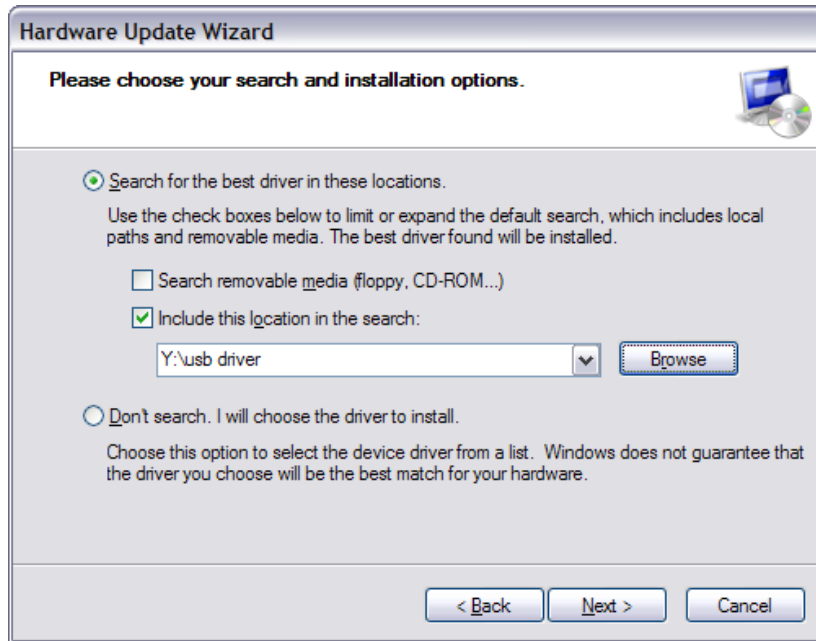 Hardware Update Wizard
Please choose your search and installation options.
Search for the best driver in these locations.
Use the check boxes below to limit or expand the default search, which includes local
paths and removable media. The best driver found will be installed.
Search removable media (floppy, CD-ROM...)
Include this location in the search:
Y:\usb driver
Browse
Don't search. I will choose the driver to install.
Choose this option to select the device driver from a list.  Windows does not guarantee that
the driver you choose will be the best match for your hardware.
< Back
Next >
Cancel